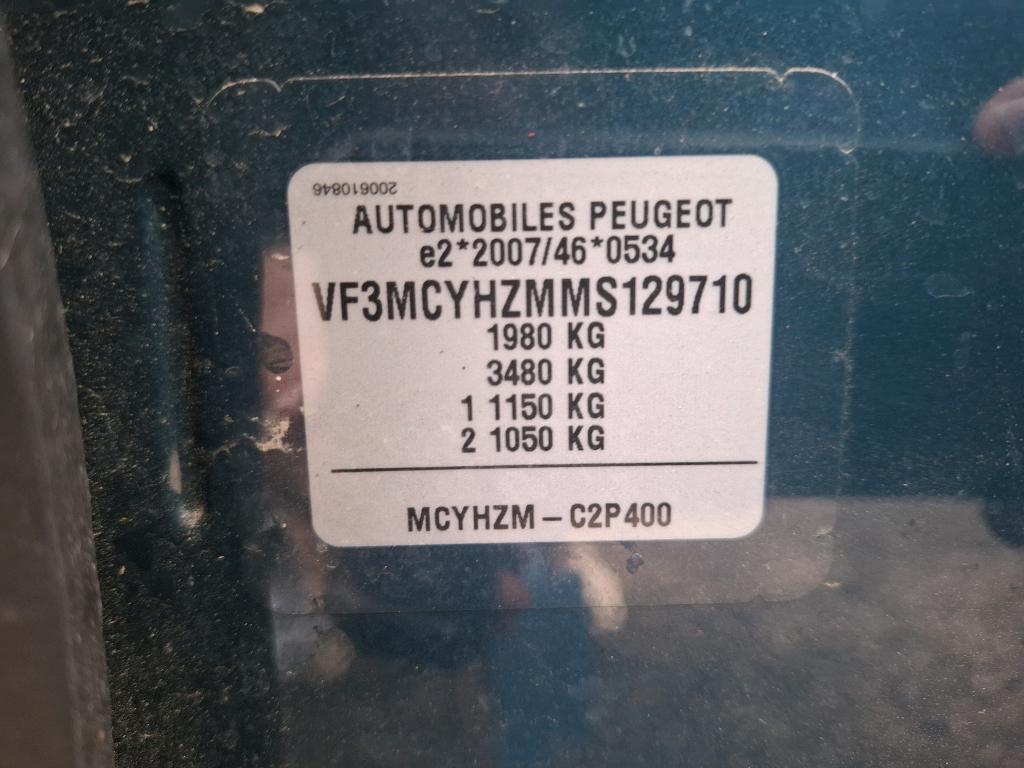 200610846
AUTOMOBILES PEUGEOT
e2*2007/46*0534
VF3MCYHZMMS129710
1980 KG
3480 KG
1 1150 KG
2 1050 KG
MCYHZM – C2P400